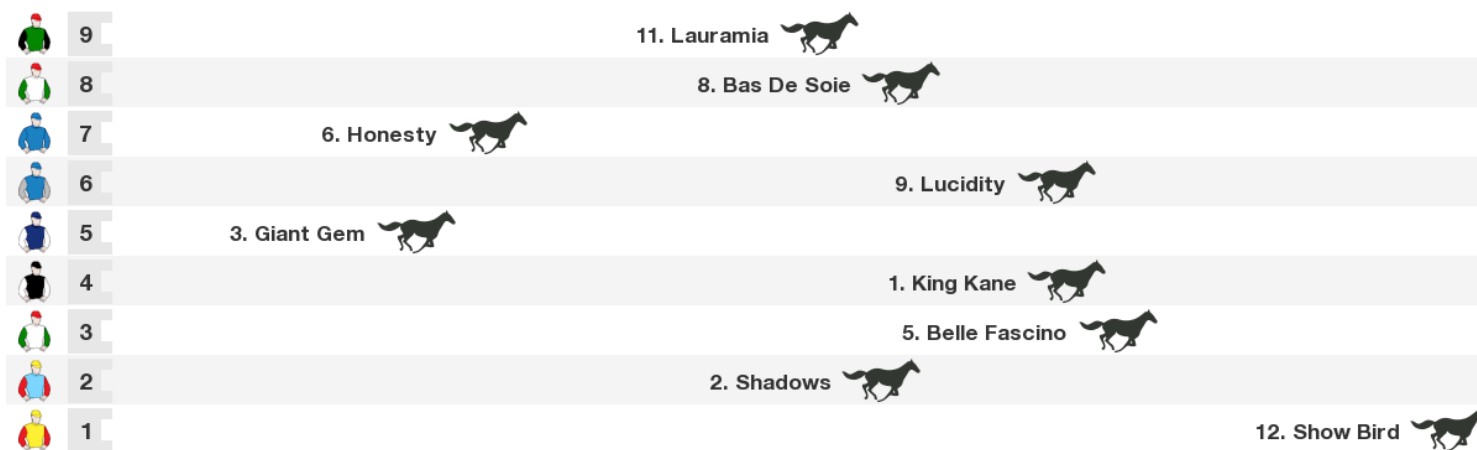 9 11. Lauramia
8 8. Bas De Soie
7 6. Honesty
6 9. Lucidity
5 3. Giant Gem
4 1. King Kane
3 5. Belle Fascino
2 2. Shadows
1 12. Show Bird